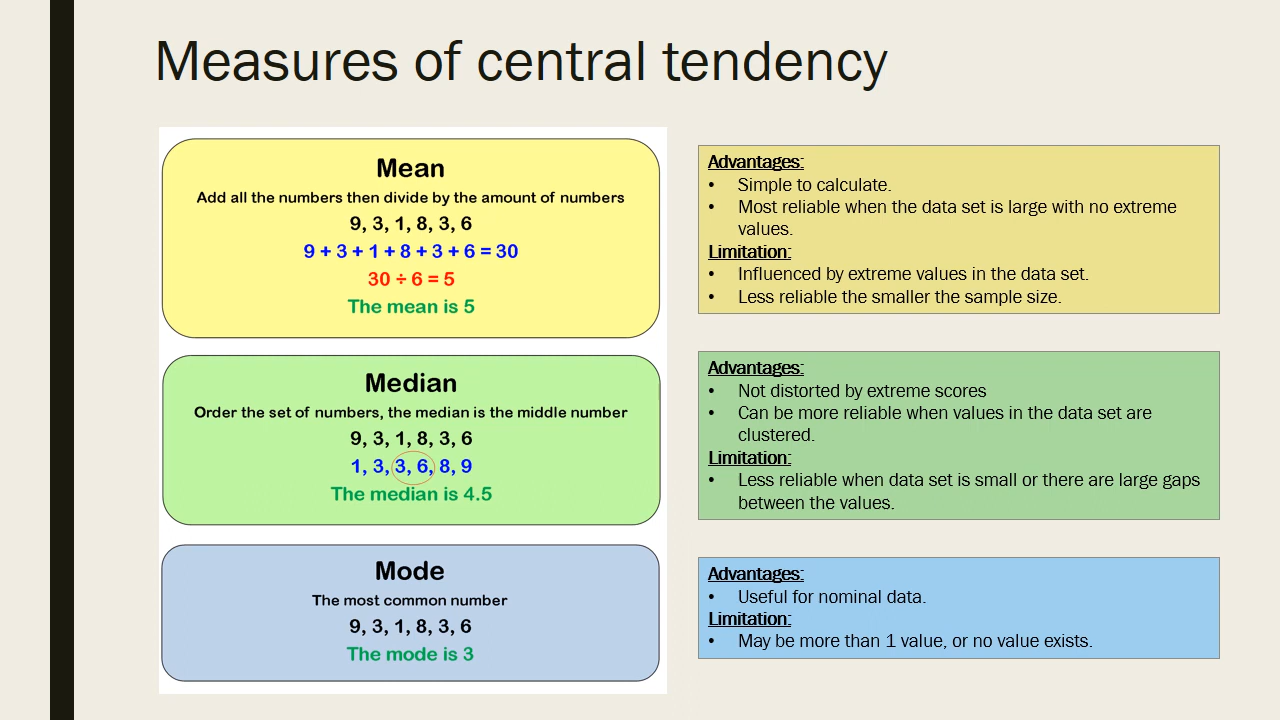 Measures of central tendency
Mean
Add all the numbers then divide by the amount of numbers
9, 3, 1, 8, 3, 6
9 + 3 + 1 + 8 + 3 + 6 = 30
30 ÷ 6 = 5
The mean is 5
Advantages:
• Simple to calculate.
• Most reliable when the data set is large with no extreme
values.
Limitation:
• Influenced by extreme values in the data set.
• Less reliable the smaller the sample size.
Median
Order the set of numbers, the median is the middle number
9, 3, 1, 8, 3, 6
1, 3, 3, 6, 8, 9
The median is 4.5
Advantages:
• Not distorted by extreme scores
• Can be more reliable when values in the data set are
clustered.
Limitation:
• Less reliable when data set is small or there are large gaps
between the values.
Mode
The most common number
9, 3, 1, 8, 3, 6
The mode is 3
Advantages:
• Useful for nominal data.
Limitation:
• May be more than 1 value, or no value exists.